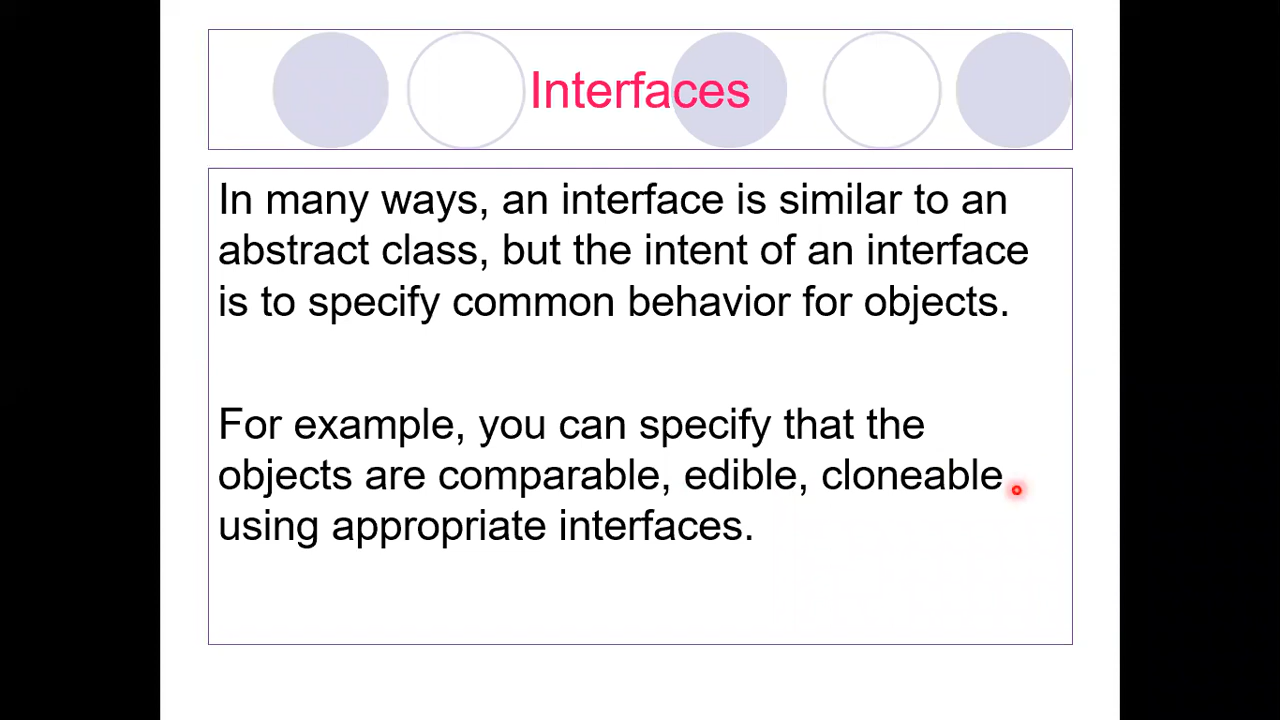 Interfaces
In many ways, an interface is similar to an
abstract class, but the intent of an interface
is to specify common behavior for objects.
For example, you can specify that the
objects are comparable, edible, cloneable
using appropriate interfaces.